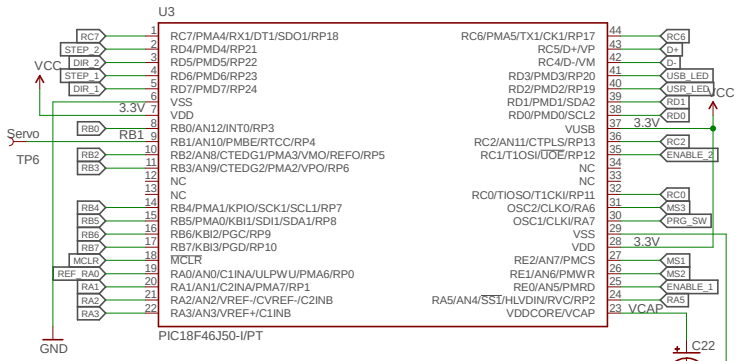 U3
RC7 1 RC7/PMA4/RX1/DT1/SDO1/RP18 RC6/PMA5/TX1/CK1/RP17 44 RC6
STEP_2 2 RD4/PMD4/RP21 RC5/D+/VP 43 D+
DIR_2 3 RD5/PMD5/RP22 RC4/D-/VM 42 D-
VCC STEP_1 4 RD6/PMD6/RP23 RD3/PMD3/RP20 41 USB_LED
DIR_1 5 RD7/PMD7/RP24 RD2/PMD2/RP19 40 USR_LED VCC
6 VSS RD1/PMD1/SDA2 39 RD1
3.3V 7 VDD RD0/PMD0/SCL2 38 RD0
RB0 8 RB0/AN12/INT0/RP3 VUSB 37 3.3V
Servo RB1 9 RB1/AN10/PMBE/RTCC/RP4 RC2/AN11/CTPLS/RP13 36 RC2
TP6 RB2 10 RB2/AN8/CTEDG1/PMA3/VMO/REFO/RP5 RC1/T1OSI/UOE/RP12 35 ENABLE_2
RB3 11 RB3/AN9/CTEDG2/PMA2/VPO/RP6 NC 34
12 NC NC 33
13 NC RC0/TIOSO/T1CKI/RP11 32 RC0
RB4 14 RB4/PMA1/KPIO/SCK1/SCL1/RP7 OSC2/CLKO/RA6 31 MS3
RB5 15 RB5/PMA0/KBI1/SDI1/SDA1/RP8 OSC1/CLKI/RA7 30 PRG_SW
RB6 16 RB6/KBI2/PGC/RP9 VSS 29
RB7 17 RB7/KBI3/PGD/RP10 VDD 28 3.3V
MCLR 18 MCLR RE2/AN7/PMCS 27 MS1
REF_RA0 19 RA0/AN0/C1INA/ULPWU/PMA6/RP0 RE1/AN6/PMWR 26 MS2
RA1 20 RA1/AN1/C2INA/PMA7/RP1 RE0/AN5/PMRD 25 ENABLE_1
RA2 21 RA2/AN2/VREF-/CVREF-/C2INB RA5/AN4/SS1/HLVDIN/RVC/RP2 24 RA5
RA3 22 RA3/AN3/VREF+/C1INB VDDCORE/VCAP 23 VCAP
PIC18F46J50-I/PT
GND
+ C22